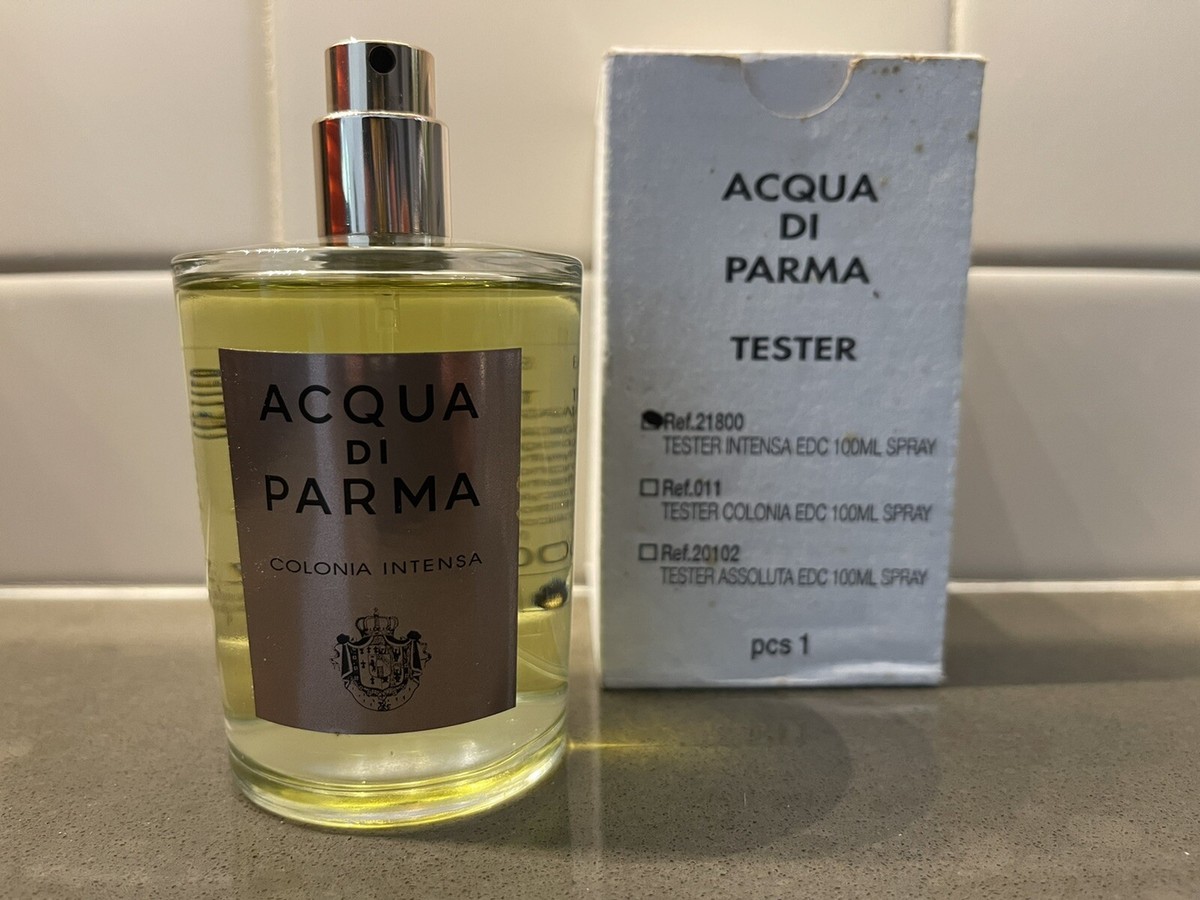 ACQUA
DI
PARMA
COLONIA INTENSA
ACQUA
DI
PARMA
TESTER
Ref.21800
TESTER INTENSA EDC 100ML SPRAY
Ref.011
TESTER COLONIA EDC 100ML SPRAY
Ref.20102
TESTER ASSOLUTA EDC 100ML SPRAY
pcs 1